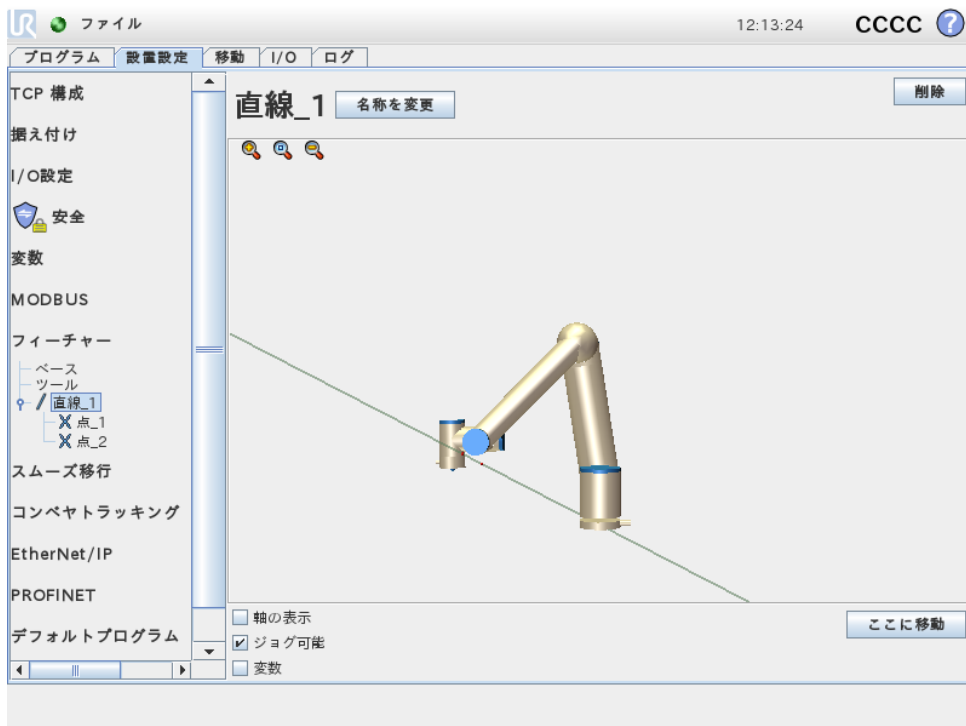 UR ファイル 12:13:24 CCCC ?
プログラム 設置設定 移動 I/O ログ
TCP 構成
据え付け
I/O設定
安全
変数
MODBUS
フィーチャー
ベース
ツール
直線_1
点_1
点_2
スムーズ移行
コンベヤトラッキング
EtherNet/IP
PROFINET
デフォルトプログラム
直線_1 名称を変更 削除
軸の表示
ジョグ可能
変数
ここに移動